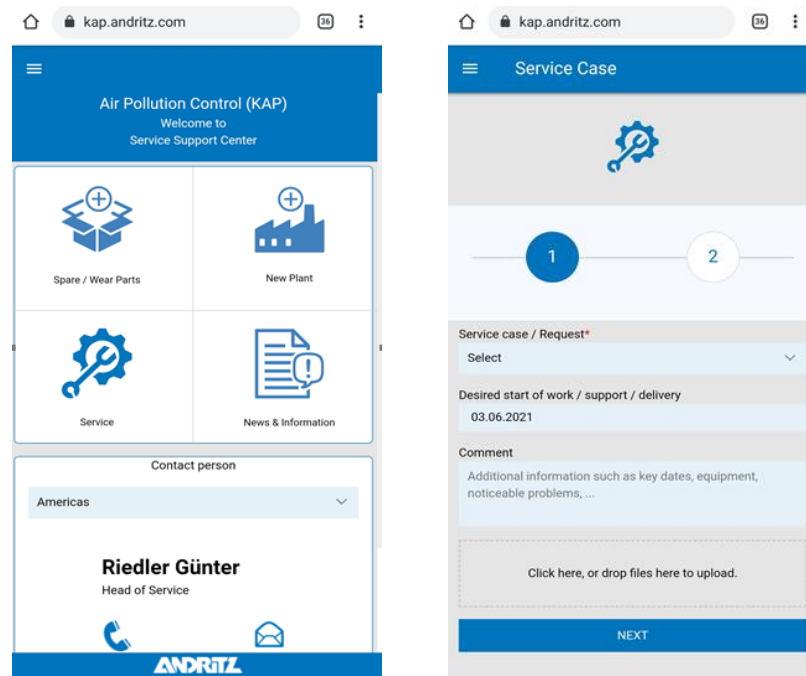 kap.andritz.com
36
Air Pollution Control (KAP)
Welcome to
Service Support Center
Spare / Wear Parts
New Plant
Service
News & Information
Contact person
Americas
Riedler Günter
Head of Service
ANDRITZ
kap.andritz.com
36
Service Case
1
2
Service case / Request*
Select
Desired start of work / support / delivery
03.06.2021
Comment
Additional information such as key dates, equipment,
noticeable problems, ...
Click here, or drop files here to upload.
NEXT